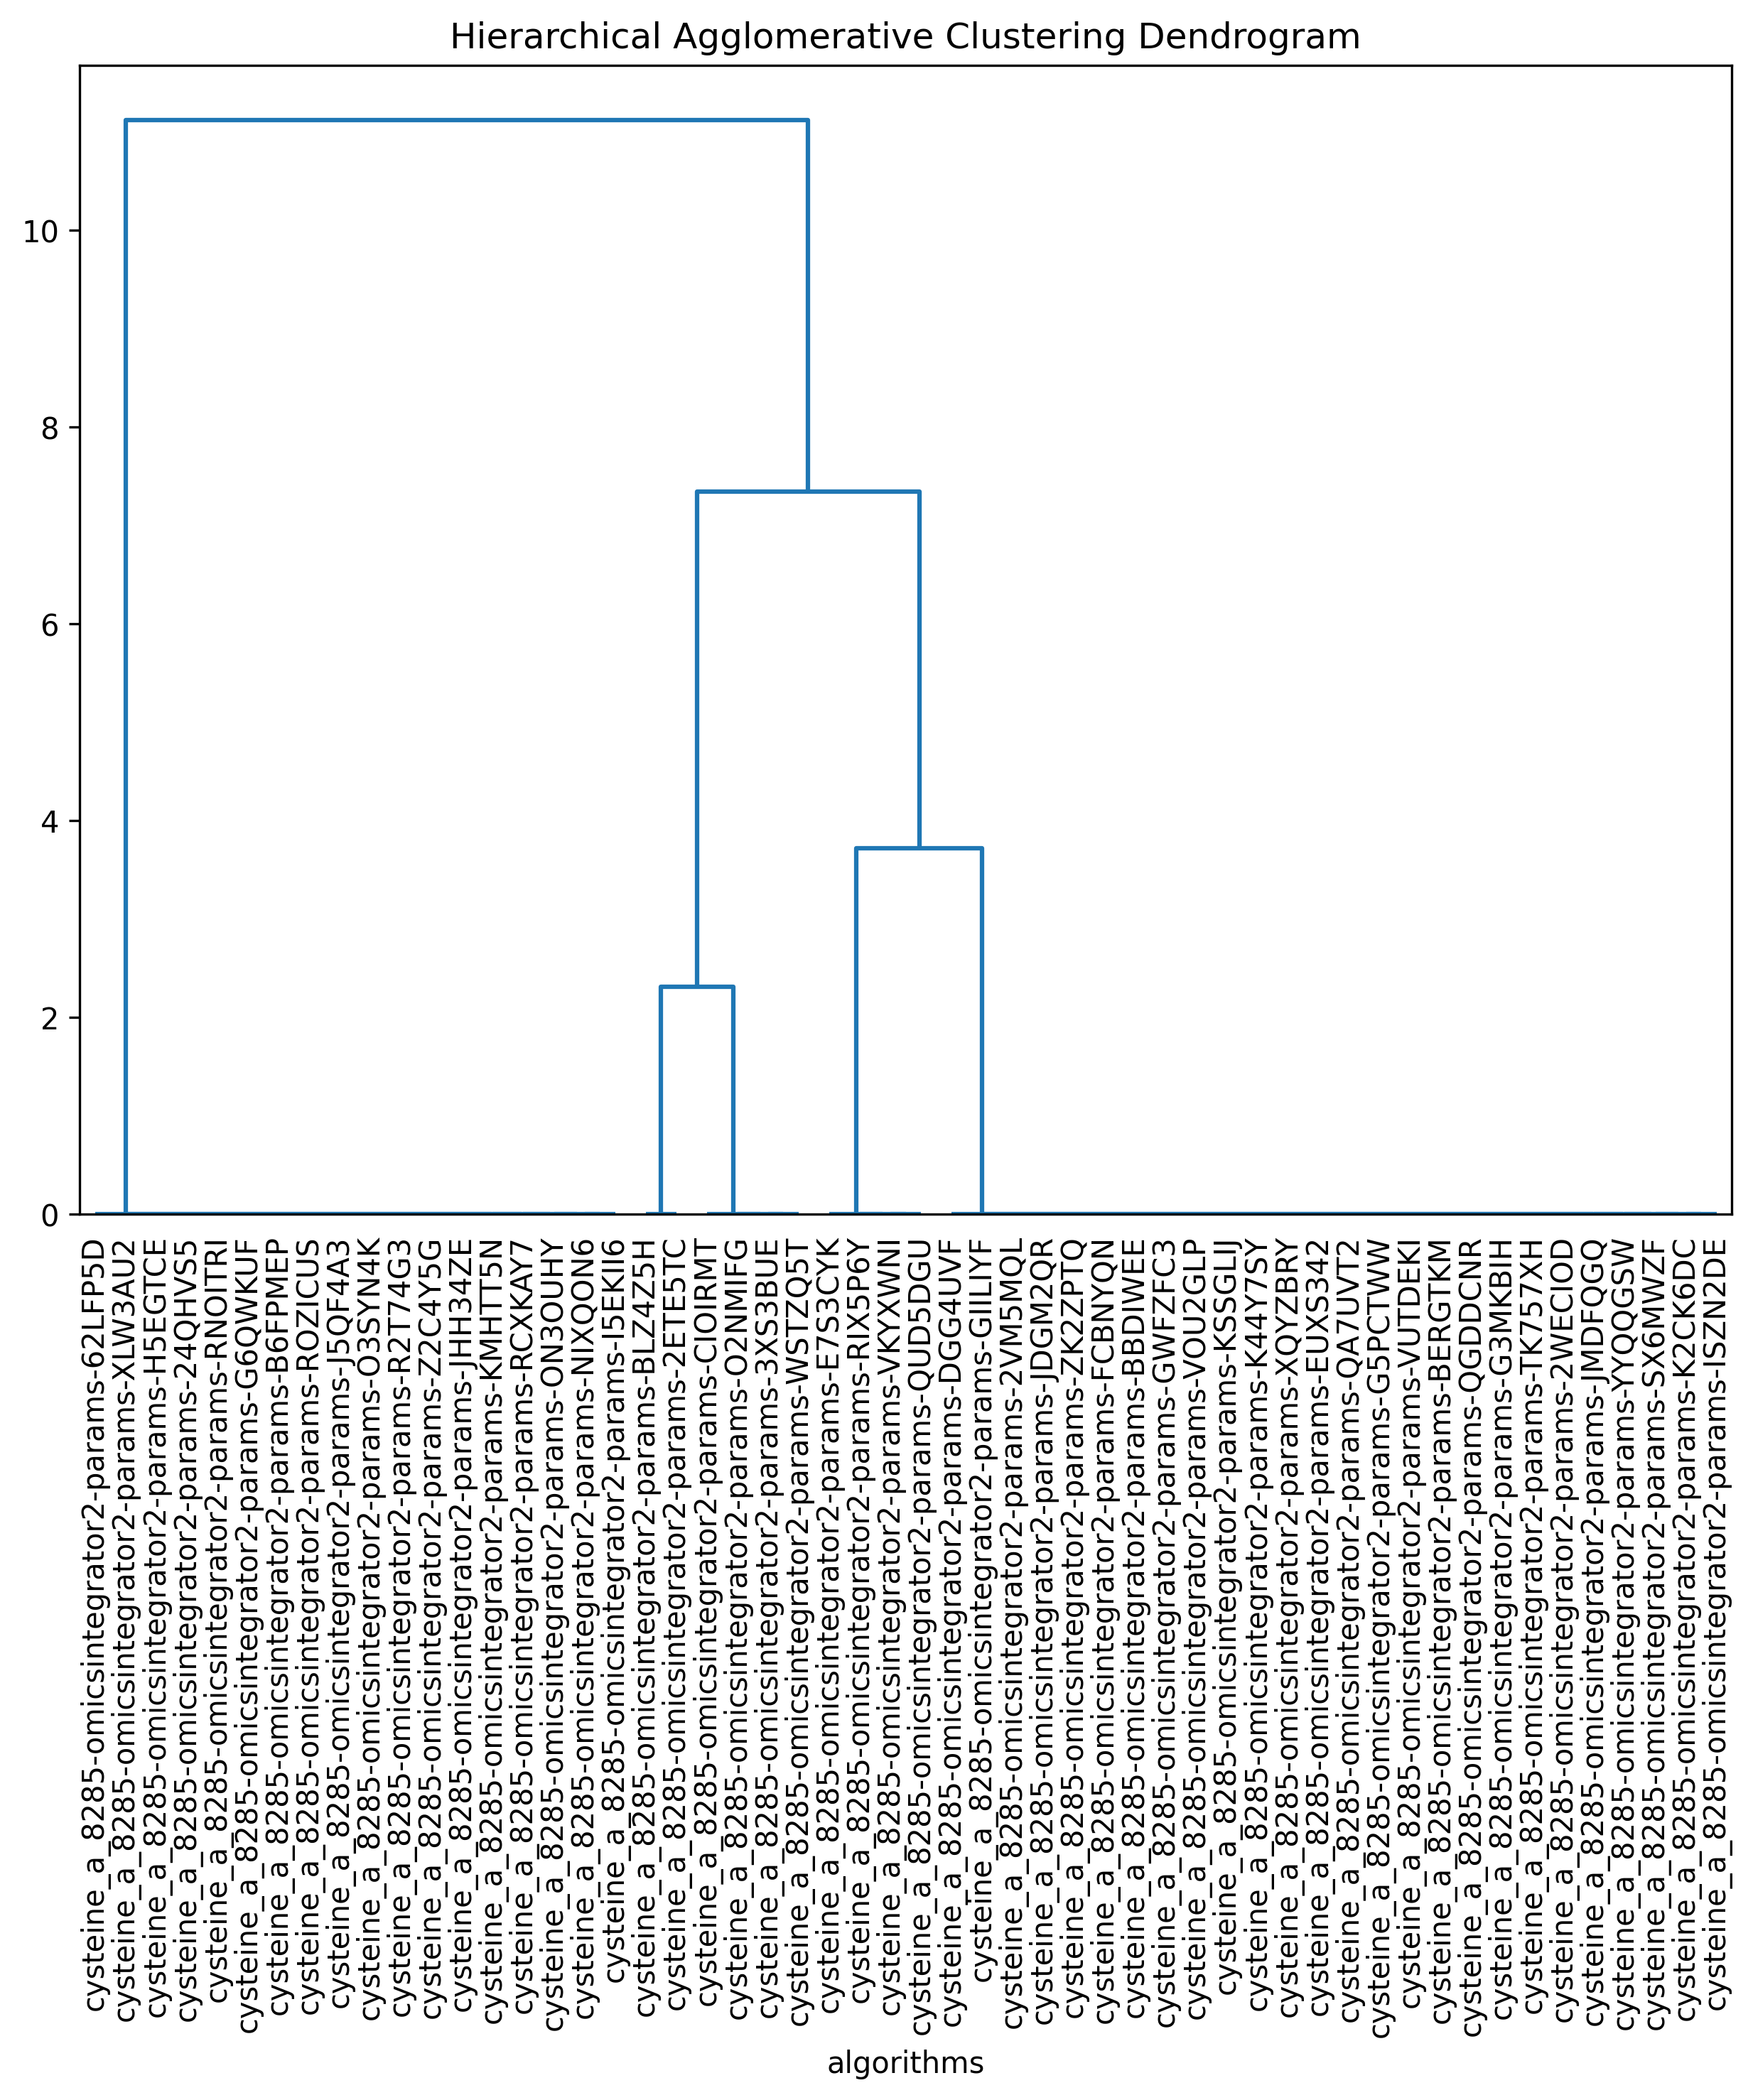 Hierarchical Agglomerative Clustering Dendrogram
10
8
6
4
2
0
cysteine_a_8285-omicsintegrator2-params-62LFP5D
cysteine_a_8285-omicsintegrator2-params-XLW3AU2
cysteine_a_8285-omicsintegrator2-params-H5EGTCE
cysteine_a_8285-omicsintegrator2-params-24QHVS5
cysteine_a_8285-omicsintegrator2-params-RNOITRI
cysteine_a_8285-omicsintegrator2-params-G6QWKUF
cysteine_a_8285-omicsintegrator2-params-B6FPMEP
cysteine_a_8285-omicsintegrator2-params-ROZICUS
cysteine_a_8285-omicsintegrator2-params-J5QF4A3
cysteine_a_8285-omicsintegrator2-params-O3SYN4K
cysteine_a_8285-omicsintegrator2-params-R2T74G3
cysteine_a_8285-omicsintegrator2-params-Z2C4Y5G
cysteine_a_8285-omicsintegrator2-params-JHH34ZE
cysteine_a_8285-omicsintegrator2-params-KMHTT5N
cysteine_a_8285-omicsintegrator2-params-RCXKAY7
cysteine_a_8285-omicsintegrator2-params-ON3OUHY
cysteine_a_8285-omicsintegrator2-params-NIXQON6
cysteine_a_8285-omicsintegrator2-params-I5EKII6
cysteine_a_8285-omicsintegrator2-params-BLZ4Z5H
cysteine_a_8285-omicsintegrator2-params-2ETE5TC
cysteine_a_8285-omicsintegrator2-params-CIOIRMT
cysteine_a_8285-omicsintegrator2-params-O2NMIFG
cysteine_a_8285-omicsintegrator2-params-3XS3BUE
cysteine_a_8285-omicsintegrator2-params-WSTZQ5T
cysteine_a_8285-omicsintegrator2-params-E7S3CYK
cysteine_a_8285-omicsintegrator2-params-RIX5P6Y
cysteine_a_8285-omicsintegrator2-params-VKYXWNI
cysteine_a_8285-omicsintegrator2-params-QUD5DGU
cysteine_a_8285-omicsintegrator2-params-DGG4UVF
cysteine_a_8285-omicsintegrator2-params-GIILIYF
cysteine_a_8285-omicsintegrator2-params-2VM5MQL
cysteine_a_8285-omicsintegrator2-params-JDGM2QR
cysteine_a_8285-omicsintegrator2-params-ZK2ZPTQ
cysteine_a_8285-omicsintegrator2-params-FCBNYQN
cysteine_a_8285-omicsintegrator2-params-BBDIWEE
cysteine_a_8285-omicsintegrator2-params-GWFZFC3
cysteine_a_8285-omicsintegrator2-params-VOU2GLP
cysteine_a_8285-omicsintegrator2-params-KSSGLIJ
cysteine_a_8285-omicsintegrator2-params-K44Y7SY
cysteine_a_8285-omicsintegrator2-params-XQYZBRY
cysteine_a_8285-omicsintegrator2-params-EUXS342
cysteine_a_8285-omicsintegrator2-params-QA7UVT2
cysteine_a_8285-omicsintegrator2-params-G5PCTWW
cysteine_a_8285-omicsintegrator2-params-VUTDEKI
cysteine_a_8285-omicsintegrator2-params-BERGTKM
cysteine_a_8285-omicsintegrator2-params-QGDDCNR
cysteine_a_8285-omicsintegrator2-params-G3MKBIH
cysteine_a_8285-omicsintegrator2-params-TK757XH
cysteine_a_8285-omicsintegrator2-params-2WECIOD
cysteine_a_8285-omicsintegrator2-params-JMDFQGQ
cysteine_a_8285-omicsintegrator2-params-YYQQGSW
cysteine_a_8285-omicsintegrator2-params-SX6MWZF
cysteine_a_8285-omicsintegrator2-params-K2CK6DC
cysteine_a_8285-omicsintegrator2-params-ISZN2DE
algorithms